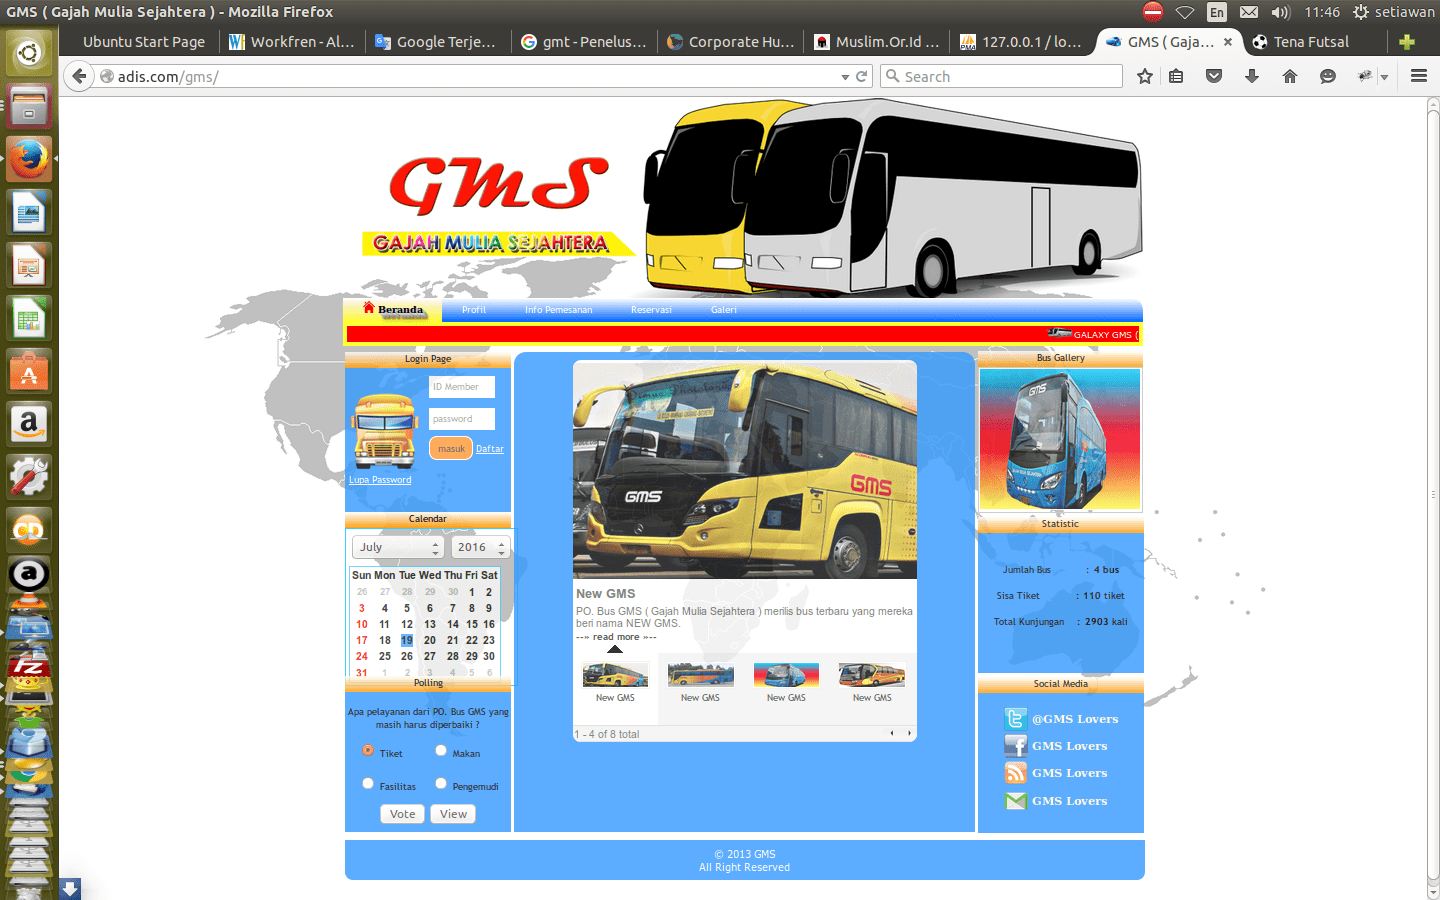 GMS ( Gajah Mulia Sejahtera ) - Mozilla Firefox
En
11:46
setiawan
Ubuntu Start Page
Workfren - Al...
Google Terje...
gmt - Penelus...
Corporate Hu...
Muslim.Or.Id ...
127.0.0.1 / lo...
GMS ( Gaja...
Tena Futsal
adis.com/gms/
Search
GMS
GAJAH MULIA SEJAHTERA
Beranda
Profil
Info Pemesanan
Reservasi
Galeri
GALAXY GMS (
Login Page
ID Member
password
masuk Daftar
Lupa Password
Calendar
July 2016
Sun Mon Tue Wed Thu Fri Sat
26 27 28 29 30 1 2
3 4 5 6 7 8 9
10 11 12 13 14 15 16
17 18 19 20 21 22 23
24 25 26 27 28 29 30
31 1 2 3 4 5 6
Polling
Apa pelayanan dari PO. Bus GMS yang
masih harus diperbaiki ?
Tiket Makan
Fasilitas Pengemudi
Vote View
GMS
GMS
New GMS
PO. Bus GMS ( Gajah Mulia Sejahtera ) merilis bus terbaru yang mereka
beri nama NEW GMS.
--» read more »--
New GMS New GMS New GMS New GMS
1 - 4 of 8 total
Bus Gallery
GMS
Statistic
Jumlah Bus : 4 bus
Sisa Tiket : 110 tiket
Total Kunjungan : 2903 kali
Social Media
@GMS Lovers
GMS Lovers
GMS Lovers
GMS Lovers
© 2013 GMS
All Right Reserved